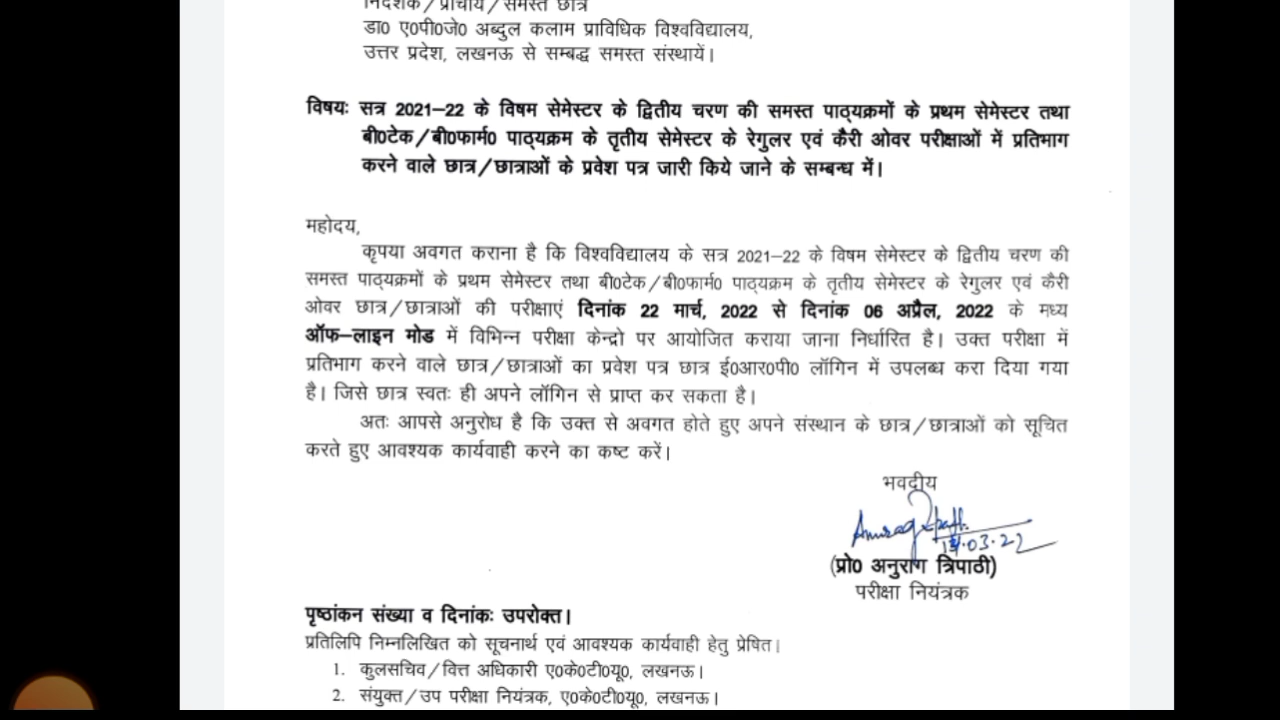 निदेशक/प्राचार्य/समस्त छात्र
डा0 ए0पी0जे0 अब्दुल कलाम प्राविधिक विश्वविद्यालय,
उत्तर प्रदेश, लखनऊ से सम्बद्ध समस्त संस्थायें।
विषयः सत्र 2021–22 के विषम सेमेस्टर के द्वितीय चरण की समस्त पाठ्यक्रमों के प्रथम सेमेस्टर तथा
बी0टेक/बी0फार्म0 पाठ्यक्रम के तृतीय सेमेस्टर के रेगुलर एवं कैरी ओवर परीक्षाओं में प्रतिभाग
करने वाले छात्र/छात्राओं के प्रवेश पत्र जारी किये जाने के सम्बन्ध में।
महोदय,
कृपया अवगत कराना है कि विश्वविद्यालय के सत्र 2021–22 के विषम सेमेस्टर के द्वितीय चरण की
समस्त पाठ्यक्रमों के प्रथम सेमेस्टर तथा बी0टेक/बी0फार्म0 पाठ्यक्रम के तृतीय सेमेस्टर के रेगुलर एवं कैरी
ओवर छात्र/छात्राओं की परीक्षाएं दिनांक 22 मार्च, 2022 से दिनांक 06 अप्रैल, 2022 के मध्य
ऑफ–लाइन मोड में विभिन्न परीक्षा केन्द्रो पर आयोजित कराया जाना निर्धारित है। उक्त परीक्षा में
प्रतिभाग करने वाले छात्र/छात्राओं का प्रवेश पत्र छात्र ई0आर0पी0 लॉगिन में उपलब्ध करा दिया गया
है। जिसे छात्र स्वतः ही अपने लॉगिन से प्राप्त कर सकता है।
अतः आपसे अनुरोध है कि उक्त से अवगत होते हुए अपने संस्थान के छात्र/छात्राओं को सूचित
करते हुए आवश्यक कार्यवाही करने का कष्ट करें।
भवदीय
Anurag
.03.22
(प्रो0 अनुराग त्रिपाठी)
परीक्षा नियंत्रक
पृष्ठांकन संख्या व दिनांकः उपरोक्त।
प्रतिलिपि निम्नलिखित को सूचनार्थ एवं आवश्यक कार्यवाही हेतु प्रेषित।
1. कुलसचिव/वित्त अधिकारी ए0के0टी0यू0, लखनऊ।
2. संयुक्त/उप परीक्षा नियंत्रक, ए0के0टी0यू0, लखनऊ।